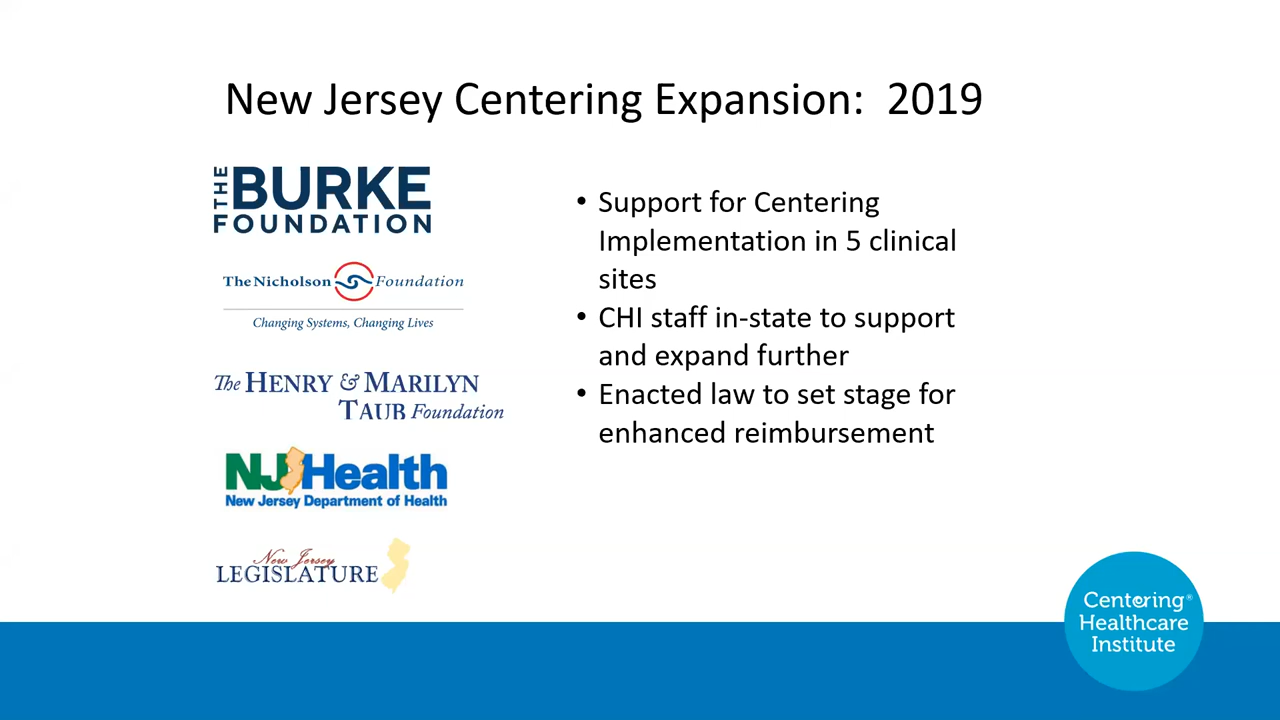 New Jersey Centering Expansion: 2019
THE BURKE
FOUNDATION
The Nicholson Foundation
Changing Systems, Changing Lives
The HENRY & MARILYN
TAUB Foundation
NJ Health
New Jersey Department of Health
New Jersey
LEGISLATURE
• Support for Centering
Implementation in 5 clinical
sites
• CHI staff in-state to support
and expand further
• Enacted law to set stage for
enhanced reimbursement
Centering®
Healthcare
Institute